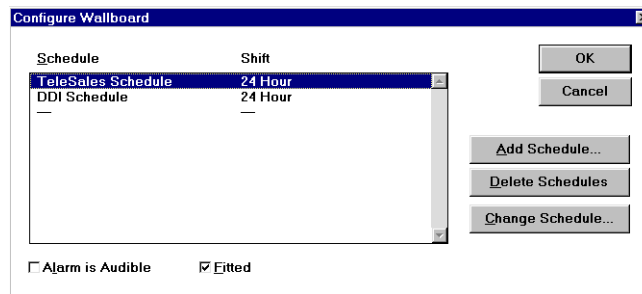 Configure Wallboard
Schedule Shift
TeleSales Schedule 24 Hour
DDI Schedule 24 Hour
— —
OK
Cancel
Add Schedule...
Delete Schedules
Change Schedule...
Alarm is Audible Fitted